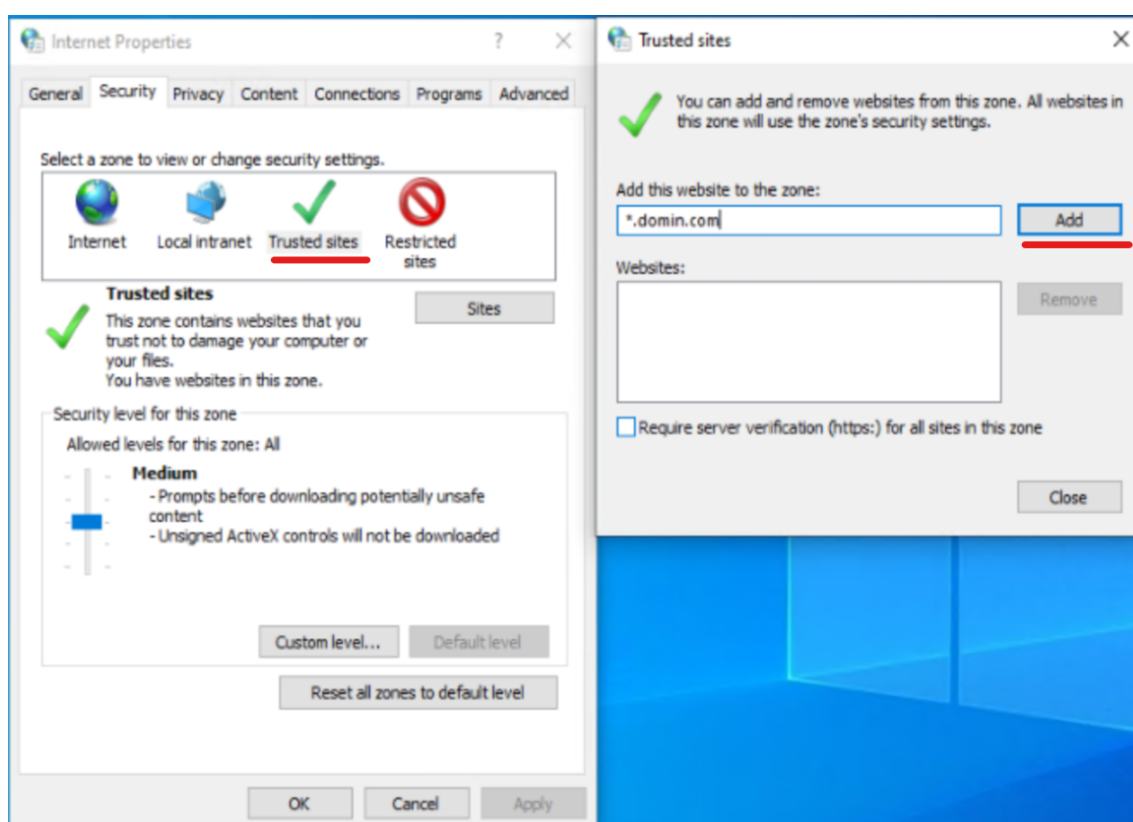 Internet Properties
?
General Security Privacy Content Connections Programs Advanced
Select a zone to view or change security settings.
Internet
Local intranet
Trusted sites
Restricted
sites
Trusted sites
Sites
This zone contains websites that you
trust not to damage your computer or
your files.
You have websites in this zone.
Security level for this zone
Allowed levels for this zone: All
Medium
- Prompts before downloading potentially unsafe
content
- Unsigned ActiveX controls will not be downloaded
Custom level...
Default level
Reset all zones to default level
OK
Cancel
Apply
Trusted sites
You can add and remove websites from this zone. All websites in
this zone will use the zone's security settings.
Add this website to the zone:
*.domin.com
Add
Websites:
Remove
Require server verification (https:) for all sites in this zone
Close